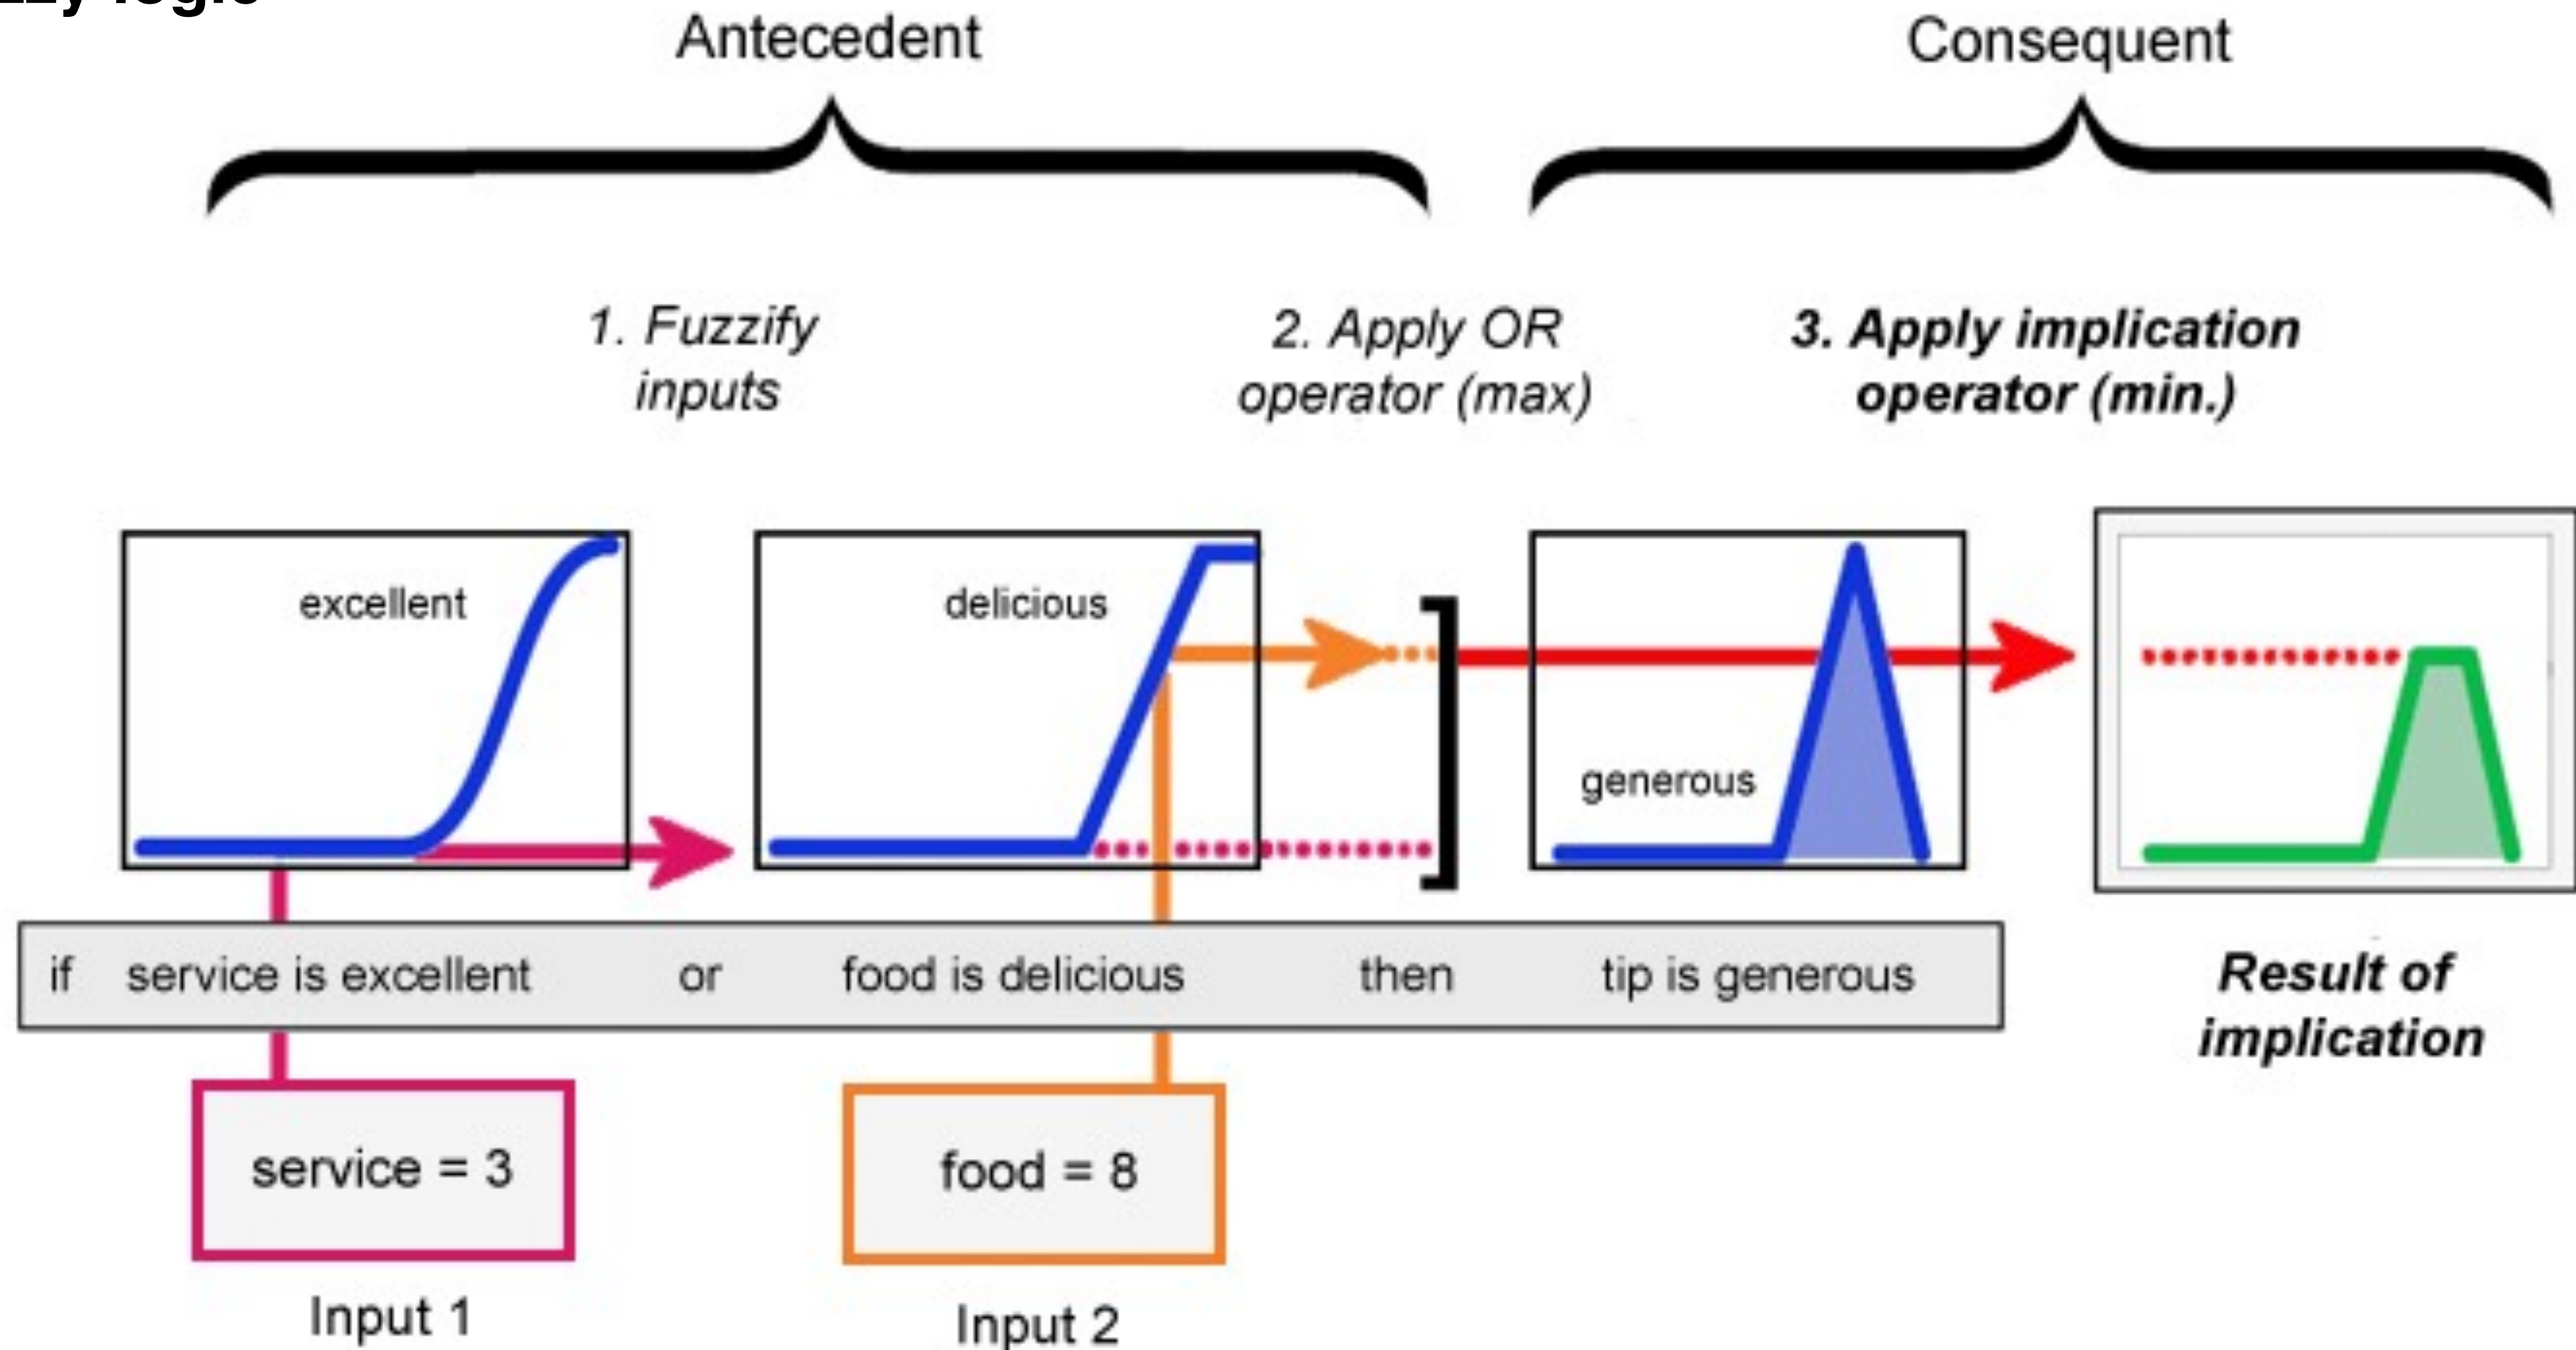 logic
Antecedent
Consequent
1. Fuzzify
inputs
2. Apply OR
operator (max)
3. Apply implication
operator (min.)
excellent
delicious
generous
if service is excellent or food is delicious then tip is generous
Result of
implication
service = 3
food = 8
Input 1
Input 2